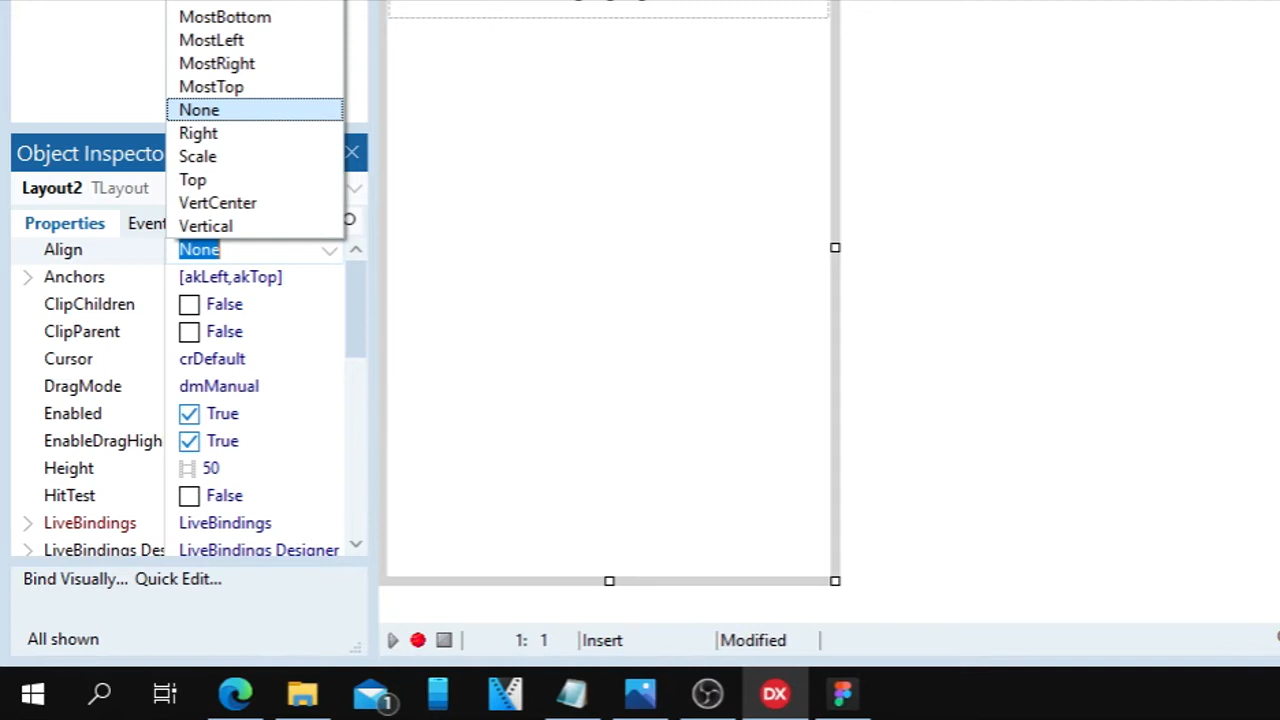 MostBottom
MostLeft
MostRight
MostTop
None
Right
Scale
Top
VertCenter
Vertical
Object Inspecto
Layout2 TLayout
Properties Event
Align None
Anchors [akLeft,akTop]
ClipChildren False
ClipParent False
Cursor crDefault
DragMode dmManual
Enabled True
EnableDragHigh True
Height 50
HitTest False
LiveBindings LiveBindings
LiveBindings Des LiveBindings Designer
Bind Visually... Quick Edit...
All shown
1: 1 Insert Modified
1 DX